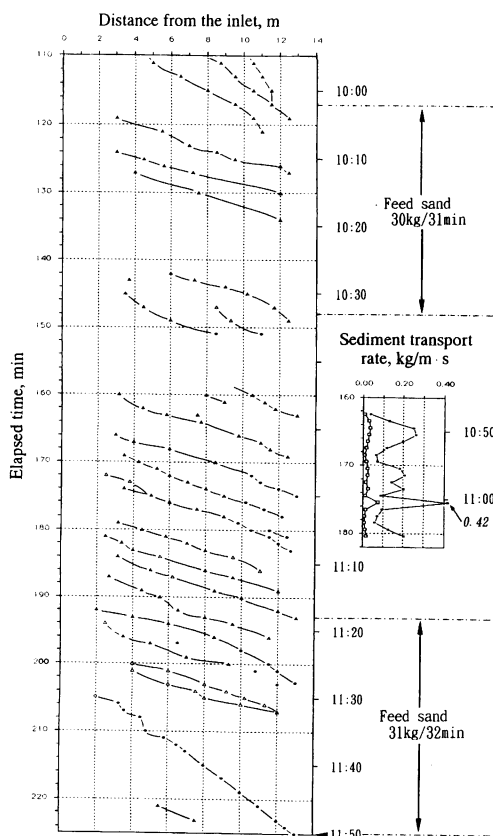 Distance from the inlet, m
0 2 4 6 8 10 12 14
Elapsed time, min
110
120
130
140
150
160
170
180
190
200
210
220
10:00
10:10
10:20
10:30
10:50
11:00
11:10
11:20
11:30
11:40
11:50
Feed sand
30kg/31min
Sediment transport
rate, kg/m·s
0.00 0.20 0.40
160
170
180
0.42
Feed sand
31kg/32min